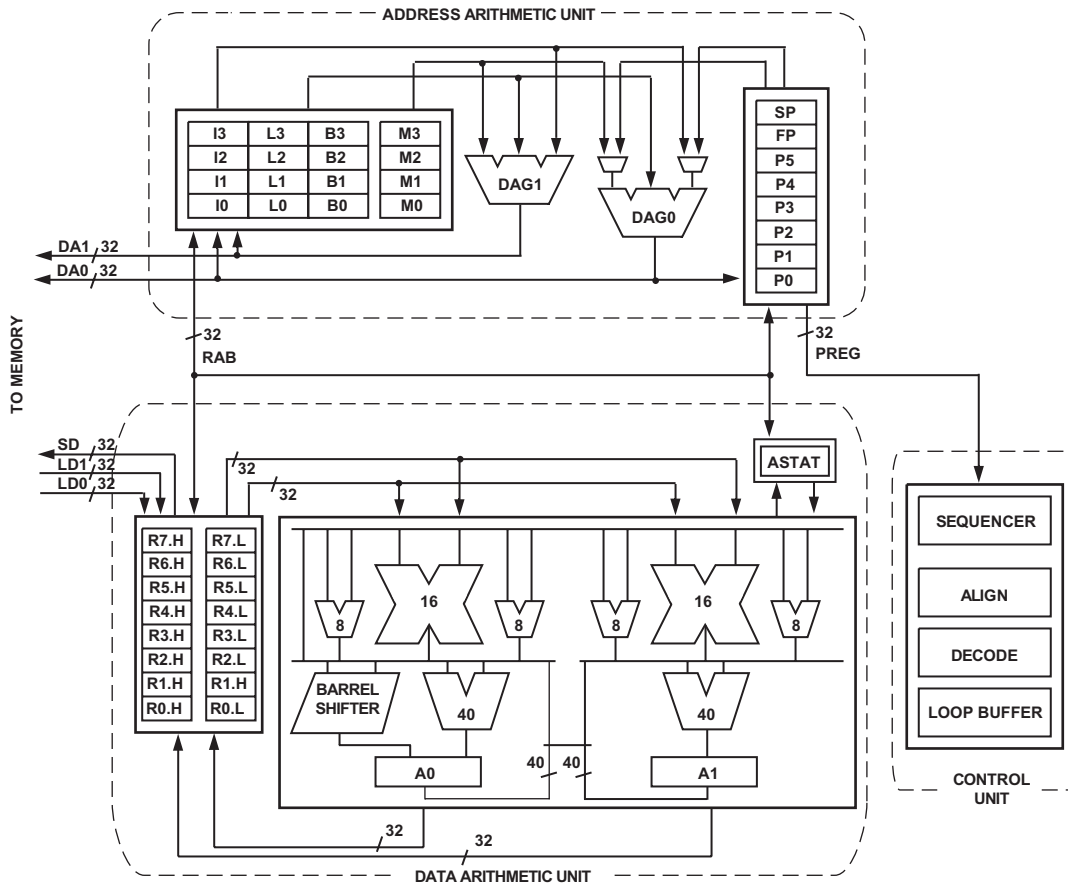 ADDRESS ARITHMETIC UNIT
SP
FP
P5
P4
P3
P2
P1
P0
I3 L3 B3 M3
I2 L2 B2 M2
I1 L1 B1 M1
I0 L0 B0 M0
DAG1
DAG0
DA1 32
DA0 32
TO MEMORY
32
RAB
32
PREG
SD 32
LD1 32
LD0 32
32
32
ASTAT
R7.H R7.L
R6.H R6.L
R5.H R5.L
R4.H R4.L
R3.H R3.L
R2.H R2.L
R1.H R1.H
R0.H R0.L
16 16
8 8 8 8
BARREL
SHIFTER
40 40
40 40
A0 A1
32
32
DATA ARITHMETIC UNIT
SEQUENCER
ALIGN
DECODE
LOOP BUFFER
CONTROL
UNIT